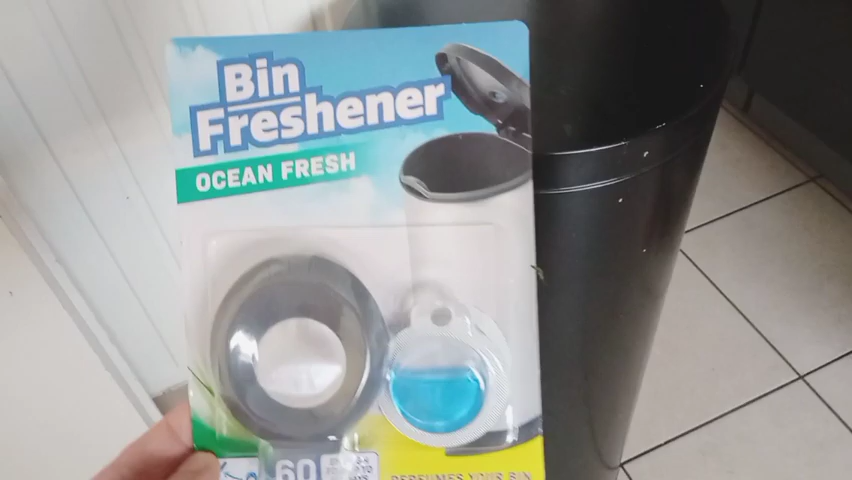 Bin
Freshener
OCEAN FRESH
60
PERFUMES YOUR BIN